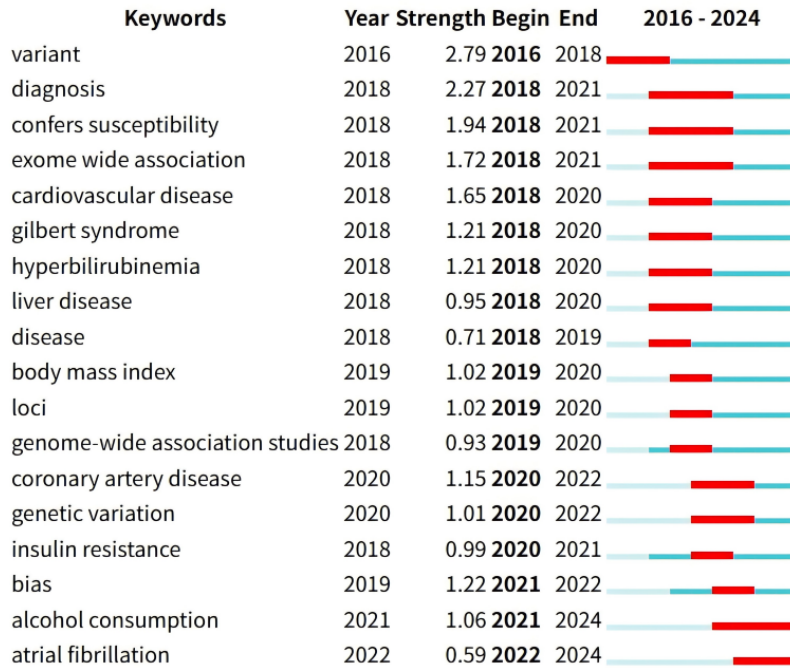 Keywords Year Strength Begin End 2016 - 2024
variant 2016 2.79 2016 2018
diagnosis 2018 2.27 2018 2021
confers susceptibility 2018 1.94 2018 2021
exome wide association 2018 1.72 2018 2021
cardiovascular disease 2018 1.65 2018 2020
gilbert syndrome 2018 1.21 2018 2020
hyperbilirubinemia 2018 1.21 2018 2020
liver disease 2018 0.95 2018 2020
disease 2018 0.71 2018 2019
body mass index 2019 1.02 2019 2020
loci 2019 1.02 2019 2020
genome-wide association studies 2018 0.93 2019 2020
coronary artery disease 2020 1.15 2020 2022
genetic variation 2020 1.01 2020 2022
insulin resistance 2018 0.99 2020 2021
bias 2019 1.22 2021 2022
alcohol consumption 2021 1.06 2021 2024
atrial fibrillation 2022 0.59 2022 2024